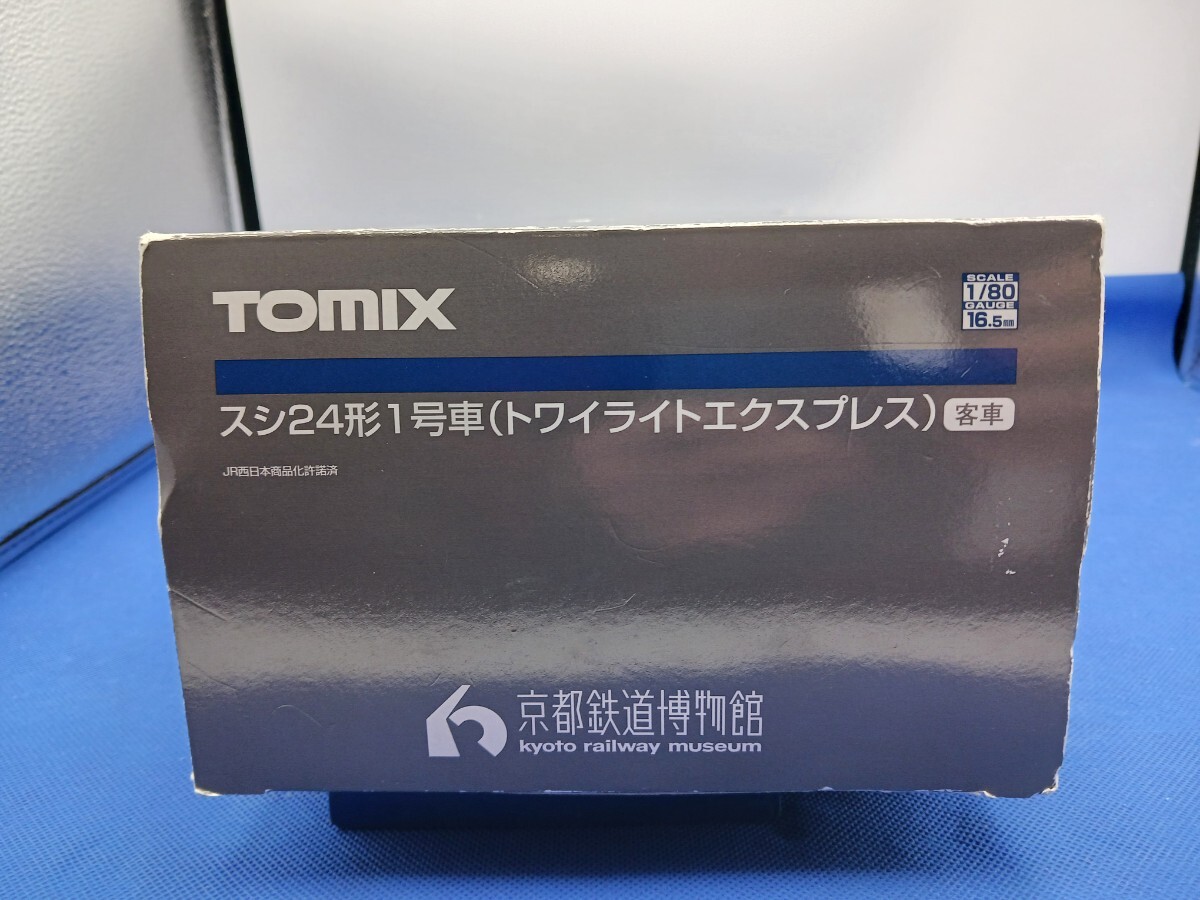 TOMIX
SCALE
1/80
GAUGE
16.5mm
スシ24形1号車(トワイライトエクスプレス) 客車
JR西日本商品化許諾済
京都鉄道博物館
kyoto railway museum